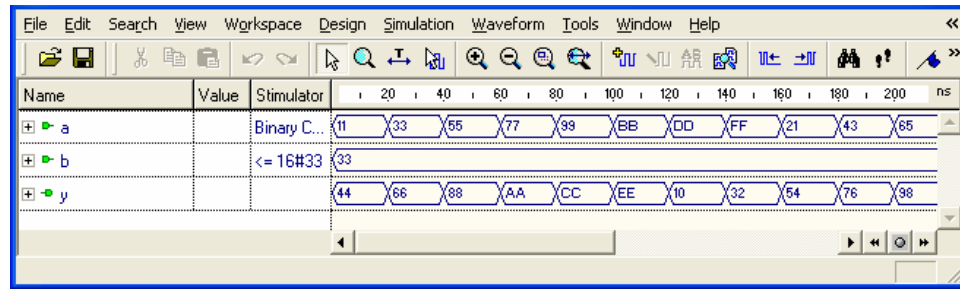 File Edit Search View Workspace Design Simulation Waveform Tools Window Help
Name Value Stimulator 20 40 60 80 100 120 140 160 180 200 ns
a Binary C... 11 33 55 77 99 BB DD FF 21 43 65
b <= 16#33 33
y 44 66 88 AA CC EE 10 32 54 76 98